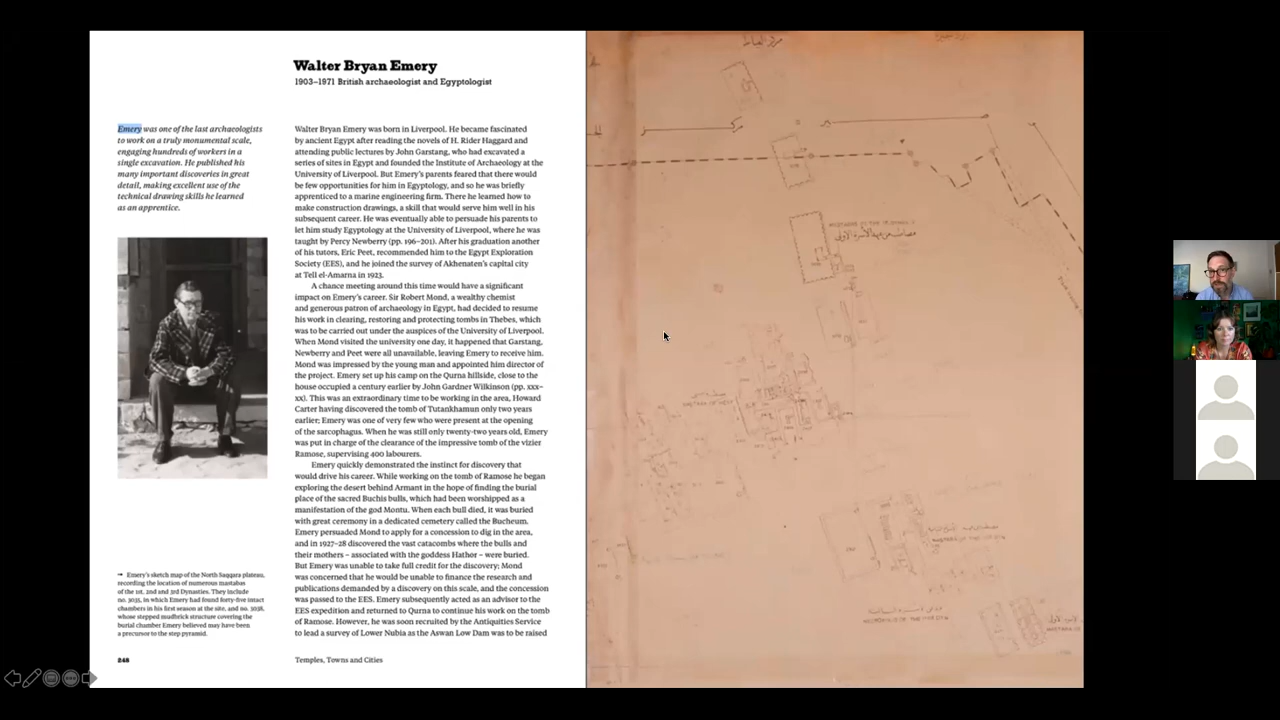 Walter Bryan Emery
1903–1971 British archaeologist and Egyptologist
Emery was one of the last archaeologists
to work on a truly monumental scale,
engaging hundreds of workers in a
single excavation. He published his
many important discoveries in great
detail, making excellent use of the
technical drawing skills he learned
as an apprentice.
Walter Bryan Emery was born in Liverpool. He became fascinated
by ancient Egypt after reading the novels of H. Rider Haggard and
attending public lectures by John Garstang, who had excavated a
series of sites in Egypt and founded the Institute of Archaeology at the
University of Liverpool. But Emery's parents feared that there would
be few opportunities for him in Egyptology, and so he was briefly
apprenticed to a marine engineering firm. There he learned how to
make construction drawings, a skill that would serve him well in his
subsequent career. He was eventually able to persuade his parents to
let him study Egyptology at the University of Liverpool, where he was
taught by Percy Newberry (pp. 196–201). After his graduation another
of his tutors, Eric Peet, recommended him to the Egypt Exploration
Society (EES), and he joined the survey of Akhenaten's capital city
at Tell el-Amarna in 1923.
A chance meeting around this time would have a significant
impact on Emery's career. Sir Robert Mond, a wealthy chemist
and generous patron of archaeology in Egypt, had decided to resume
his work in clearing, restoring and protecting tombs in Thebes, which
was to be carried out under the auspices of the University of Liverpool.
When Mond visited the university one day, it happened that Garstang,
Newberry and Peet were all unavailable, leaving Emery to receive him.
Mond was impressed by the young man and appointed him director of
the project. Emery set up his camp on the Qurna hillside, close to the
house occupied a century earlier by John Gardner Wilkinson (pp. xxx–
xx). This was an extraordinary time to be working in the area, Howard
Carter having discovered the tomb of Tutankhamun only two years
earlier; Emery was one of very few who were present at the opening
of the sarcophagus. When he was still only twenty-two years old, Emery
was put in charge of the clearance of the impressive tomb of the vizier
Ramose, supervising 400 labourers.
Emery quickly demonstrated the instinct for discovery that
would drive his career. While working on the tomb of Ramose he began
exploring the desert behind Armant in the hope of finding the burial
place of the sacred Buchis bulls, which had been worshipped as a
manifestation of the god Montu. When each bull died, it was buried
with great ceremony in a dedicated cemetery called the Bucheum.
Emery persuaded Mond to apply for a concession to dig in the area,
and in 1927–28 discovered the vast catacombs where the bulls and
their mothers – associated with the goddess Hathor – were buried.
But Emery was unable to take full credit for the discovery; Mond
was concerned that he would be unable to finance the research and
publications demanded by a discovery on this scale, and the concession
was passed to the EES. Emery subsequently acted as an advisor to the
EES expedition and returned to Qurna to continue his work on the tomb
of Ramose. However, he was soon recruited by the Antiquities Service
to lead a survey of Lower Nubia as the Aswan Low Dam was to be raised
→ Emery's sketch map of the North Saqqara plateau,
recording the location of numerous mastabas
of the 1st, 2nd and 3rd Dynasties. They include
no. 3035, in which Emery had found forty-five intact
chambers in his first season at the site, and no. 3038,
whose stepped mudbrick structure covering the
burial chamber Emery believed may have been
a precursor to the step pyramid.
248
Temples, Towns and Cities